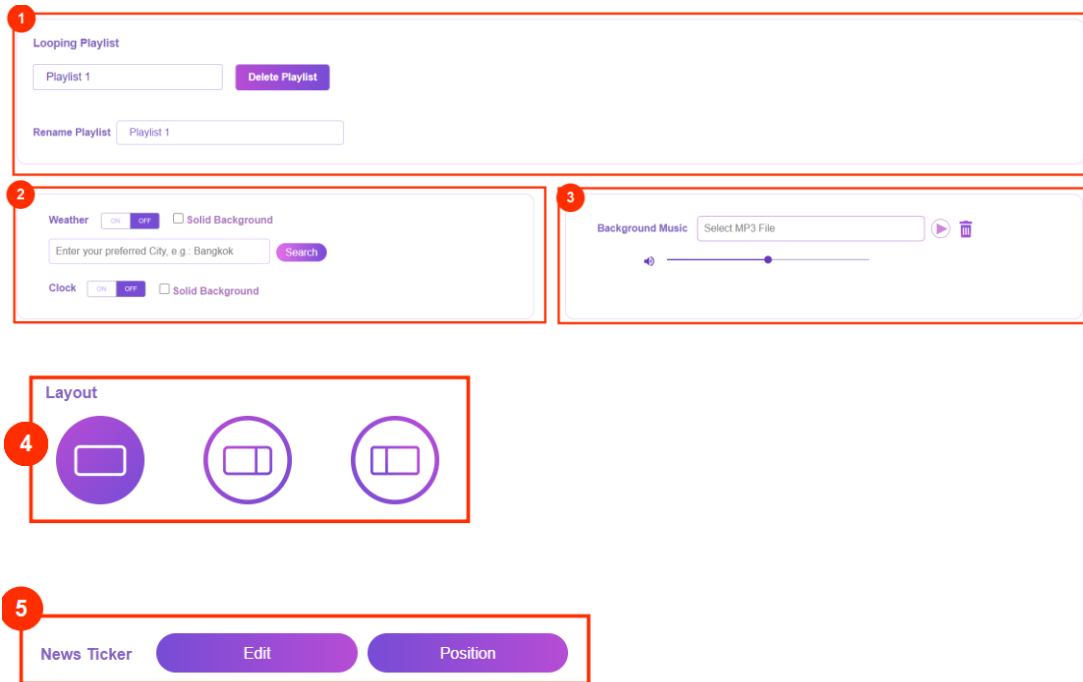 1
Looping Playlist
Playlist 1
Delete Playlist
Rename Playlist
Playlist 1
2
Weather ON OFF Solid Background
Enter your preferred City, e.g.: Bangkok
Search
Clock ON OFF Solid Background
3
Background Music
Select MP3 File
4
Layout
5
News Ticker
Edit
Position